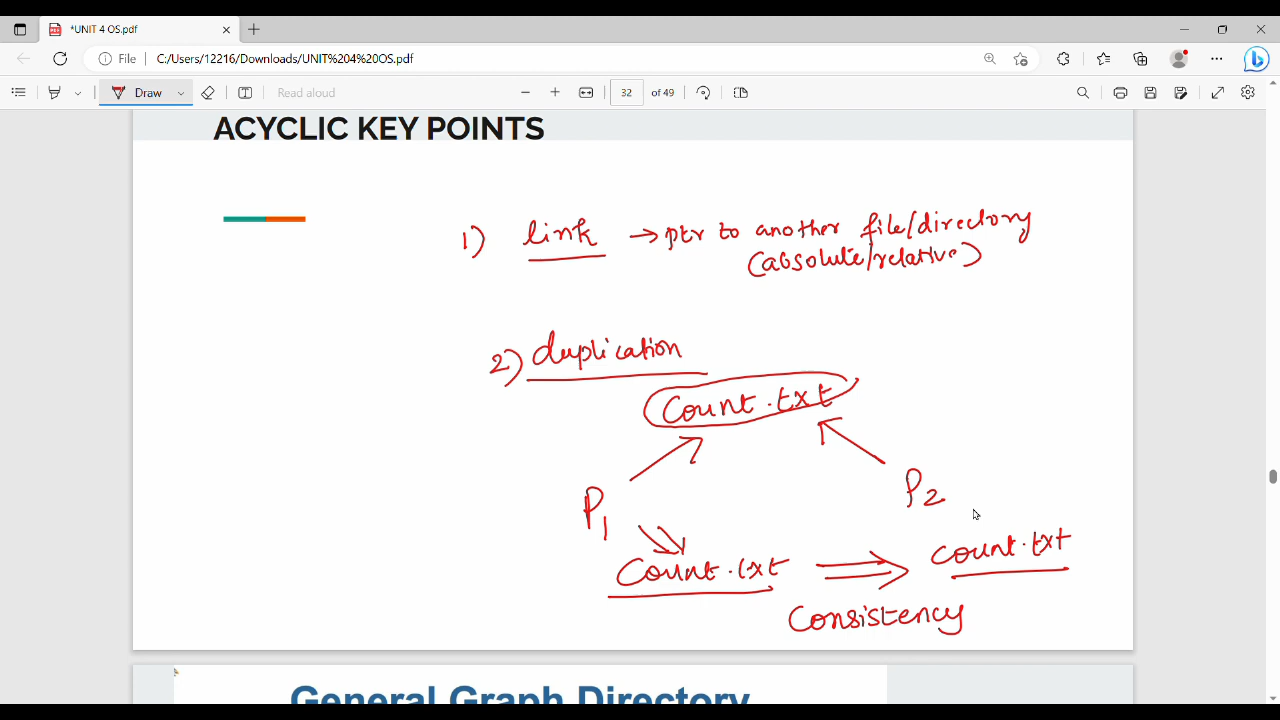 *UNIT 4 OS.pdf
File C:/Users/12216/Downloads/UNIT%204%20OS.pdf
Draw Read aloud 32 of 49
ACYCLIC KEY POINTS
1) link → ptr to another file/directory
(absolute/relative)
2) duplication
Count.txt
P1 P2
Count.txt ⇒ count.txt
Consistency
General Graph Directory